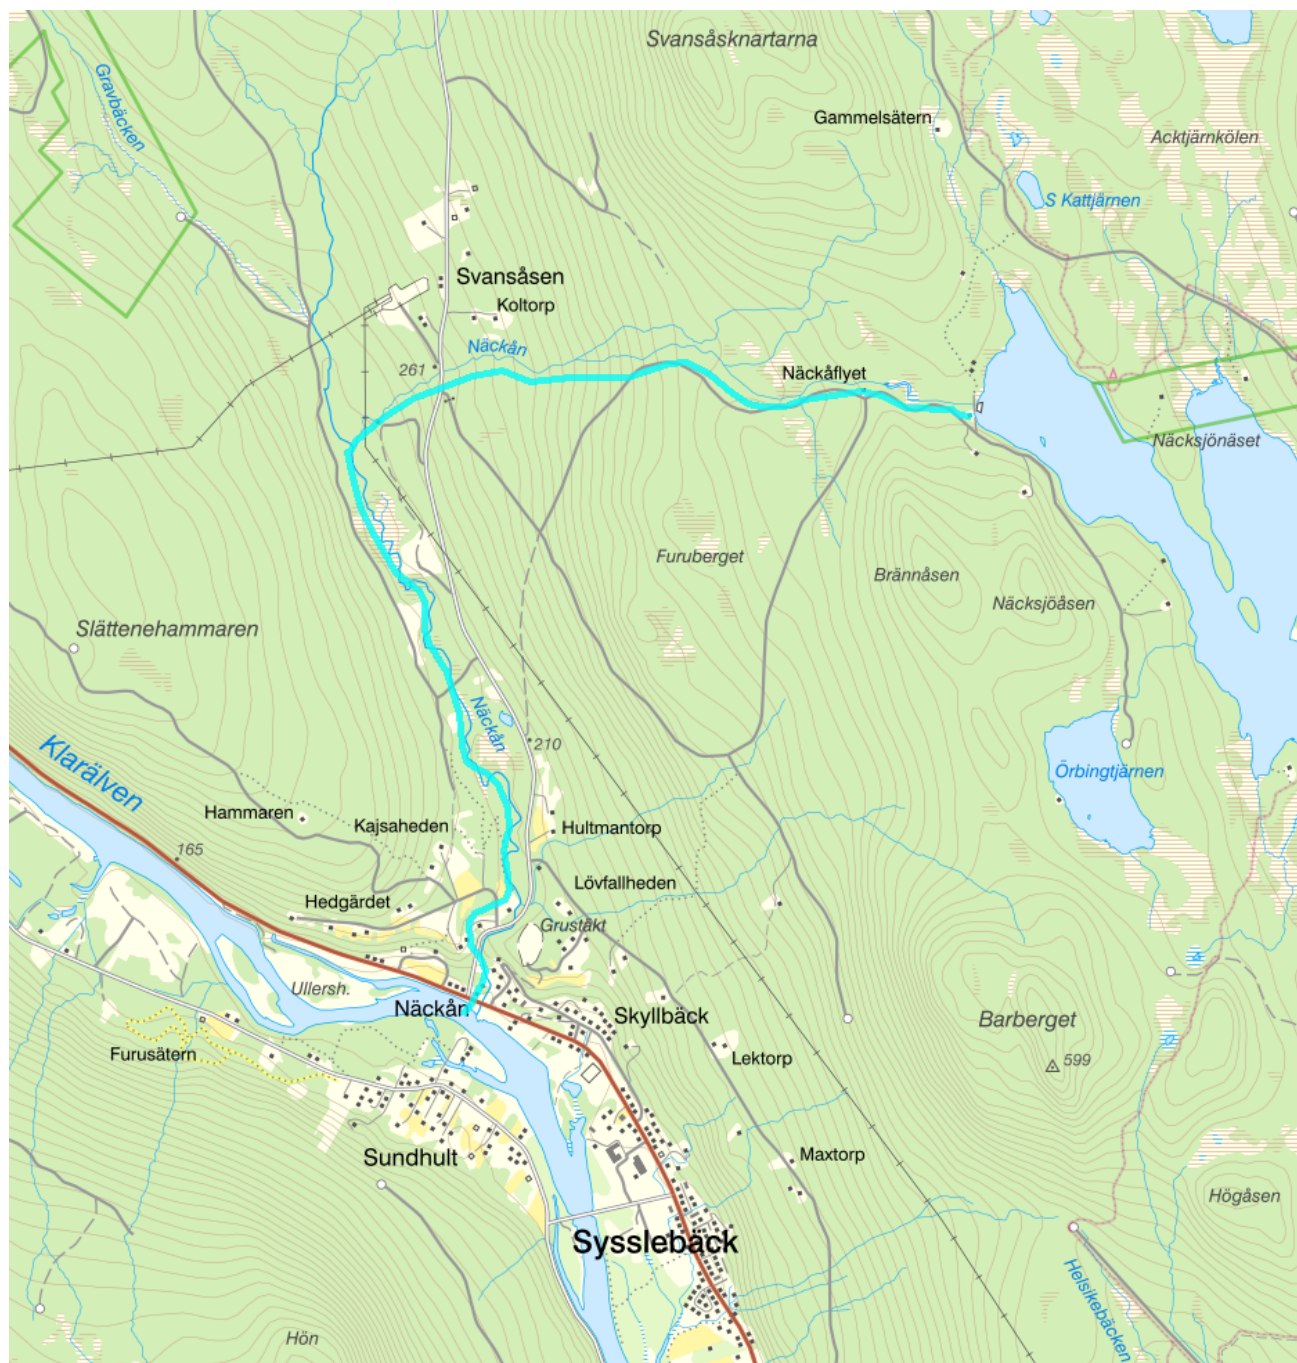 Svansåsknartarna
Gravbäcken
Gammelsätern
Acktjärnkölen
S Kattjärnen
Svansåsen
Koltorp
Näckån
261
Näckåflyet
Näcksjönäset
Furuberget
Brännåsen
Näcksjöåsen
Slättenehammaren
Näckån
210
Klarälven
Örbingtjärnen
Hammaren
Kajsaheden
Hultmantorp
165
Lövfallheden
Hedgärdet
Grustäkt
Ullersh.
Näckån
Skyllbäck
Barberget
Furusätern
Lektorp
599
Sundhult
Maxtorp
Högåsen
Sysslebäck
Helsikebäcken
Hön